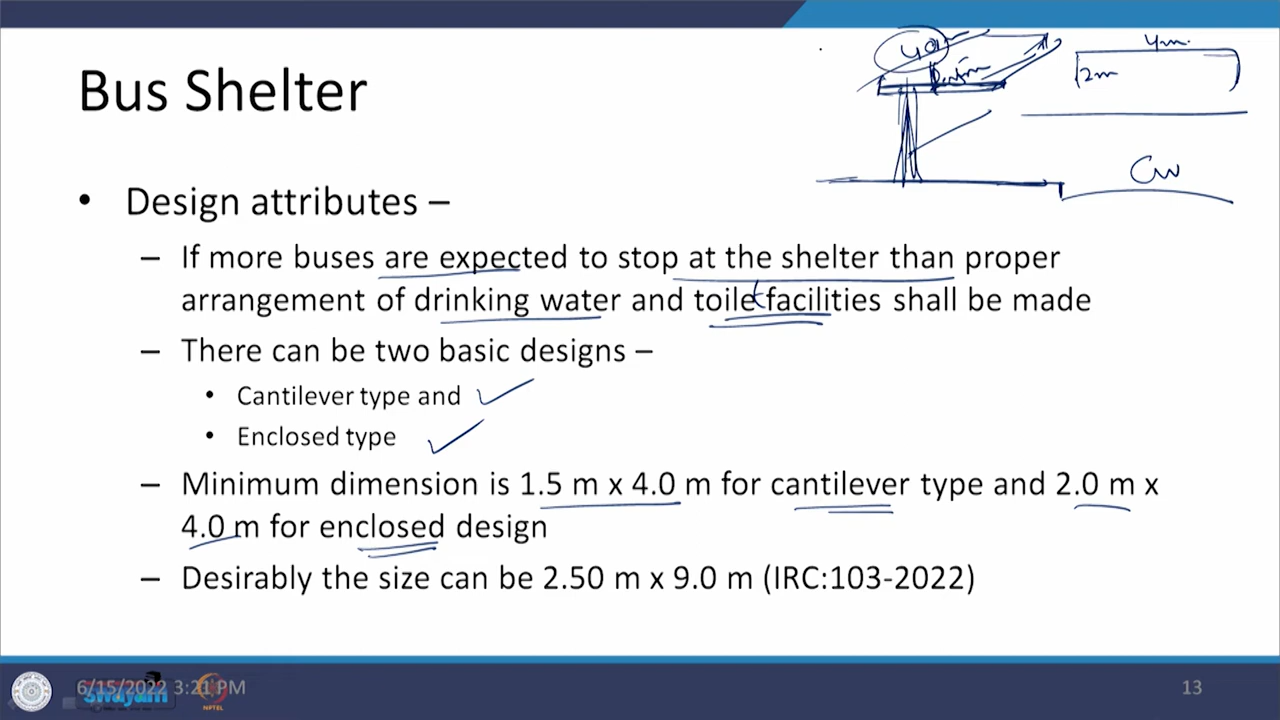 Bus Shelter
4m
2m
CW
• Design attributes –
– If more buses are expected to stop at the shelter than proper
arrangement of drinking water and toilet facilities shall be made
– There can be two basic designs –
• Cantilever type and
• Enclosed type
– Minimum dimension is 1.5 m x 4.0 m for cantilever type and 2.0 m x
4.0 m for enclosed design
– Desirably the size can be 2.50 m x 9.0 m (IRC:103-2022)
6/15/2022 3:21 PM
swayam
NPTEL
13